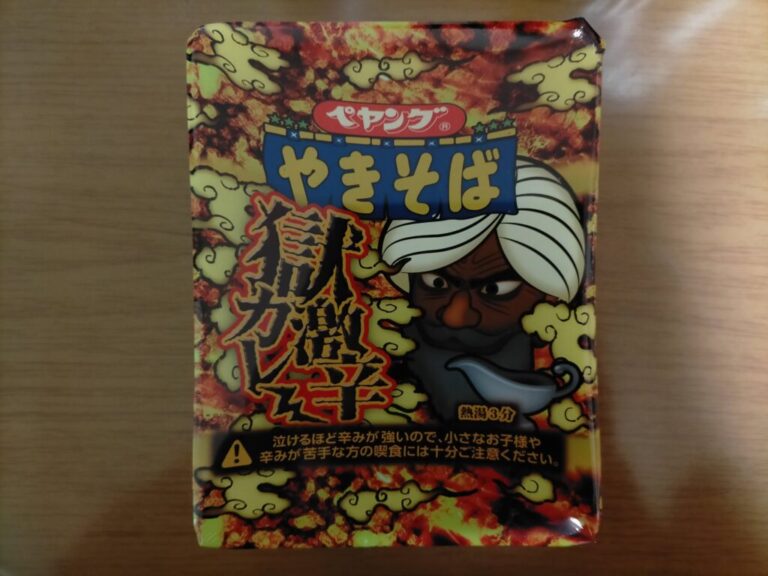 ペヤング®
やきそば
獄激辛
カレー
熱湯3分
泣けるほど辛みが強いので、小さなお子様や
辛みが苦手な方の喫食には十分ご注意ください。